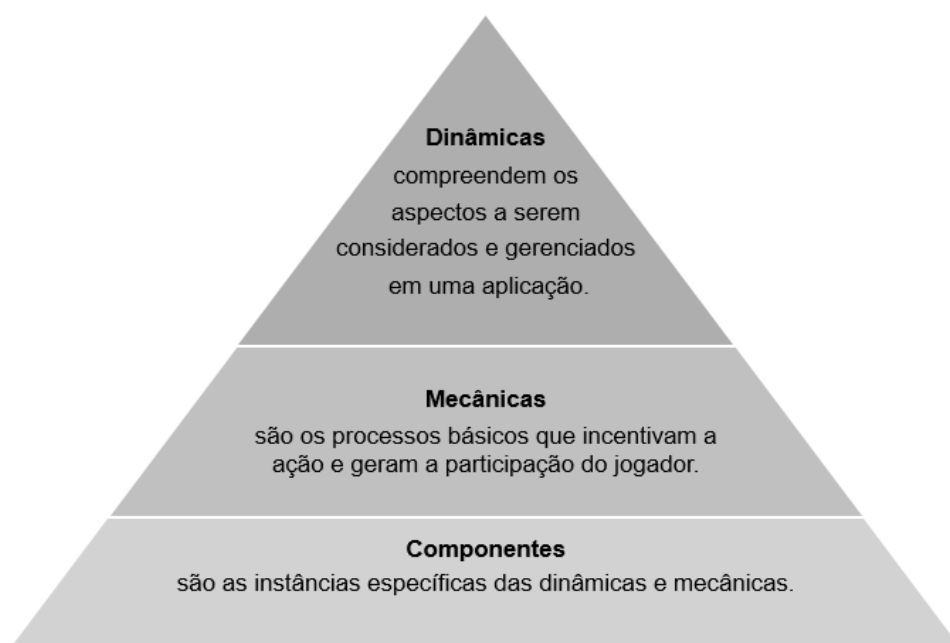 Dinâmicas
compreendem os
aspectos a serem
considerados e gerenciados
em uma aplicação.
Mecânicas
são os processos básicos que incentivam a
ação e geram a participação do jogador.
Componentes
são as instâncias específicas das dinâmicas e mecânicas.